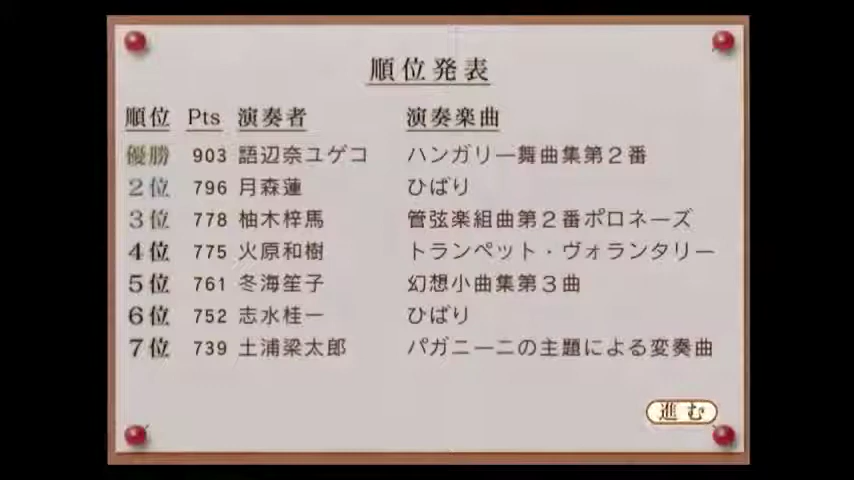 順位発表
順位 Pts 演奏者 演奏楽曲
優勝 903 語辺奈ユゲコ ハンガリー舞曲集第２番
２位 796 月森蓮 ひばり
３位 778 柚木梓馬 管弦楽組曲第２番ポロネーズ
４位 775 火原和樹 トランペット・ヴォランタリー
５位 761 冬海笙子 幻想小曲集第３曲
６位 752 志水桂一 ひばり
７位 739 土浦梁太郎 パガニーニの主題による変奏曲
進む